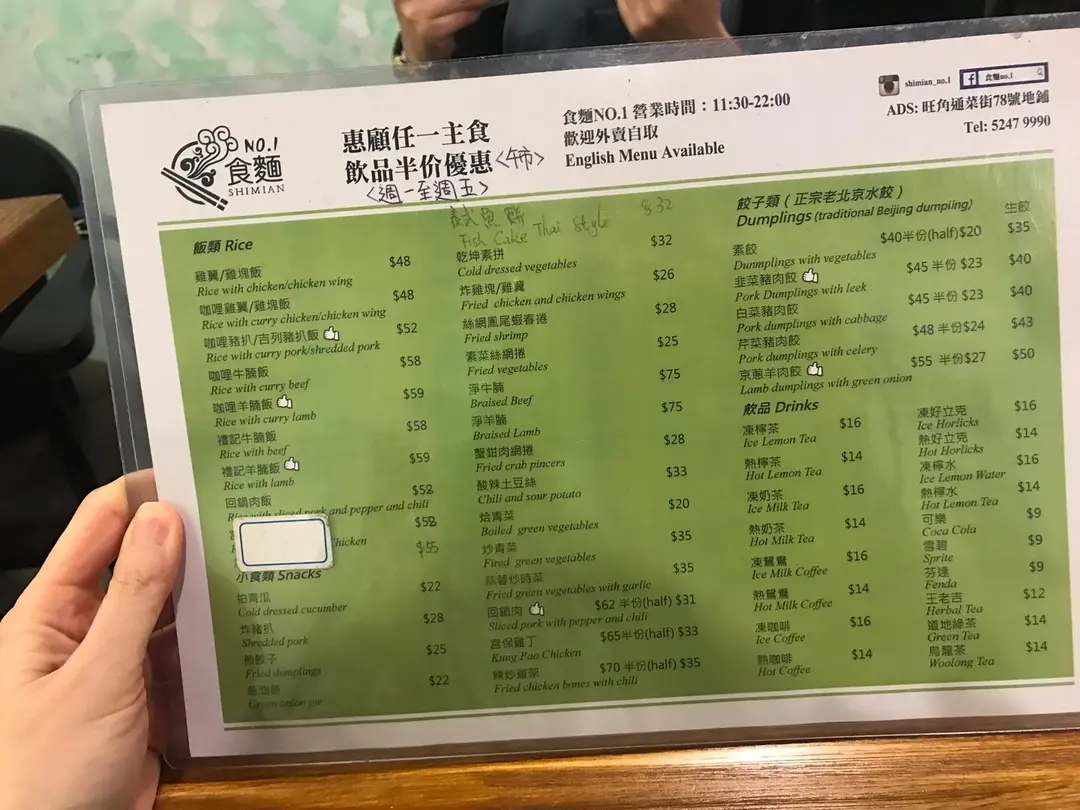 NO.1
食麵
SHIMIAN
惠顧任一主食
飲品半价優惠<午市>
<週一至週五>
食麵NO.1 營業時間：11:30-22:00
歡迎外賣自取
English Menu Available
shimian_no.1
f 食麵no.1
ADS: 旺角通菜街78號地鋪
Tel: 5247 9990
飯類 Rice
雞翼/雞塊飯 $48
Rice with chicken/chicken wing
咖哩雞翼/雞塊飯 $48
Rice with curry chicken/chicken wing
咖哩豬扒/吉列豬扒飯 $52
Rice with curry pork/shredded pork
咖哩牛腩飯 $58
Rice with curry beef
咖哩羊腩飯 $59
Rice with curry lamb
禮記牛腩飯 $58
Rice with beef
禮記羊腩飯 $59
Rice with lamb
回鍋肉飯 $52
Rice with sliced pork and pepper and chili
$52
Chicken
$55
小食類 Snacks
拍青瓜 $22
Cold dressed cucumber
炸豬扒 $28
Shredded pork
煎餃子 $25
Fried dumplings
蔥油餅 $22
Green onion pie
魚餅 $32
Fish Cake Thai Style
乾坤素拼 $32
Cold dressed vegetables
炸雞塊/雞翼 $26
Fried chicken and chicken wings
絲網鳳尾蝦春捲 $28
Fried shrimp
素菜絲網捲 $25
Fried vegetables
淨牛腩 $75
Braised Beef
淨羊腩 $75
Braised Lamb
蟹鉗肉網捲 $28
Fried crab pincers
酸辣土豆絲 $33
Chili and sour potato
烚青菜 $20
Boiled green vegetables
炒青菜 $35
Fired green vegetables
蒜蓉炒時菜 $35
Fried green vegetables with garlic
回鍋肉 $62 半份(half) $31
Sliced pork with pepper and chili
宮保雞丁 $65半份(half) $33
Kung Pao Chicken
辣炒雞架 $70 半份(half) $35
Fried chicken bones with chili
餃子類（正宗老北京水餃）
Dumplings (traditional Beijing dumpling) 生餃
素餃 $40半份(half)$20 $35
Dunmplings with vegetables
韭菜豬肉餃 $45 半份 $23 $40
Pork Dumplings with leek
白菜豬肉餃 $45 半份 $23 $40
Pork dumplings with cabbage
芹菜豬肉餃 $48 半份$24 $43
Pork dumplings with celery
京蔥羊肉餃 $55 半份$27 $50
Lamb dumplings with green onion
飲品 Drinks
凍檸茶 $16
Ice Lemon Tea
熱檸茶 $14
Hot Lemon Tea
凍奶茶 $16
Ice Milk Tea
熱奶茶 $14
Hot Milk Tea
凍鴛鴦 $16
Ice Milk Coffee
熱鴛鴦 $14
Hot Milk Coffee
凍咖啡 $16
Ice Coffee
熱咖啡 $14
Hot Coffee
凍好立克 $16
Ice Horlicks
熱好立克 $14
Hot Horlicks
凍檸水 $16
Ice Lemon Water
熱檸水 $14
Hot Lemon Tea
可樂 $9
Coca Cola
雪碧 $9
Sprite
芬達 $9
Fenda
王老吉 $12
Herbal Tea
道地綠茶 $14
Green Tea
烏龍茶 $14
Woolong Tea